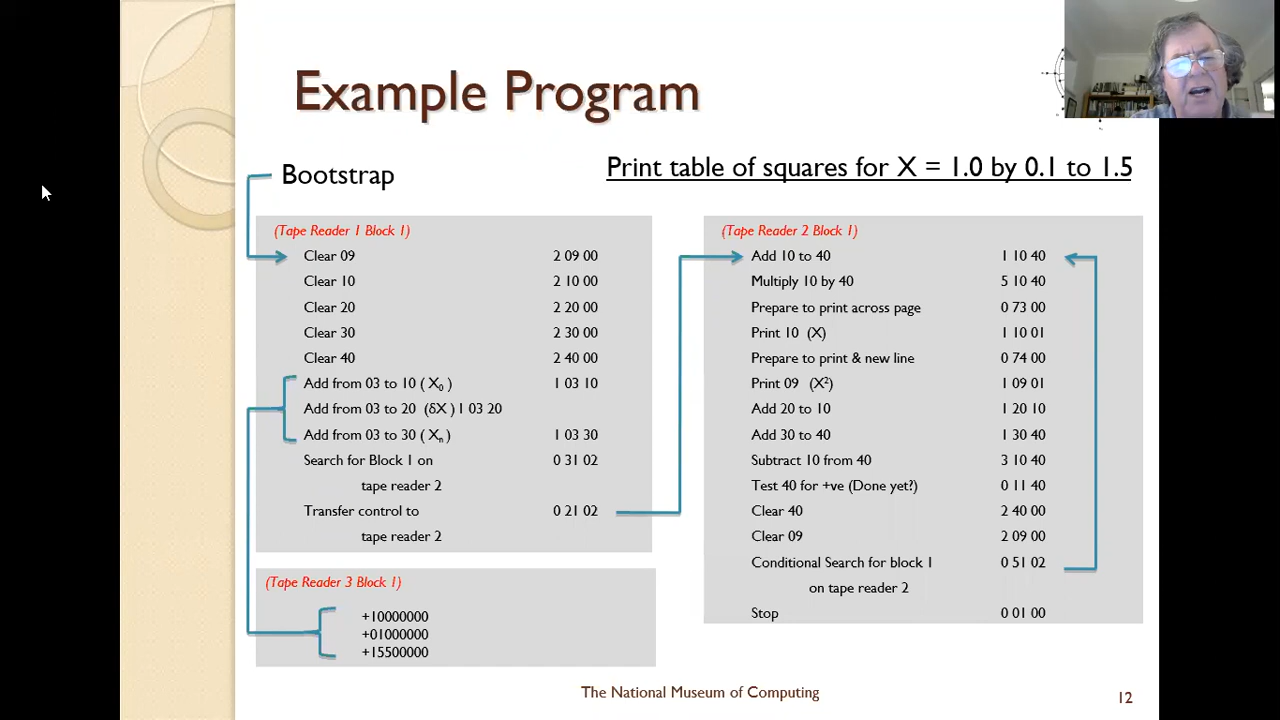 Example Program
Bootstrap
Print table of squares for X = 1.0 by 0.1 to 1.5
(Tape Reader 1 Block 1)
Clear 09 2 09 00
Clear 10 2 10 00
Clear 20 2 20 00
Clear 30 2 30 00
Clear 40 2 40 00
Add from 03 to 10 ( X₀ ) 1 03 10
Add from 03 to 20 (δX ) 1 03 20
Add from 03 to 30 ( Xₙ ) 1 03 30
Search for Block 1 on 0 31 02
tape reader 2
Transfer control to 0 21 02
tape reader 2
(Tape Reader 3 Block 1)
+10000000
+01000000
+15500000
(Tape Reader 2 Block 1)
Add 10 to 40 1 10 40
Multiply 10 by 40 5 10 40
Prepare to print across page 0 73 00
Print 10 (X) 1 10 01
Prepare to print & new line 0 74 00
Print 09 (X²) 1 09 01
Add 20 to 10 1 20 10
Add 30 to 40 1 30 40
Subtract 10 from 40 3 10 40
Test 40 for +ve (Done yet?) 0 11 40
Clear 40 2 40 00
Clear 09 2 09 00
Conditional Search for block 1 0 51 02
on tape reader 2
Stop 0 01 00
The National Museum of Computing
12